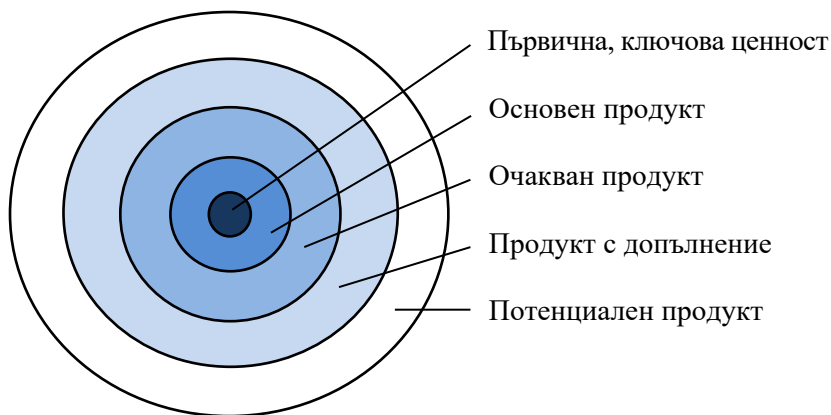 Първична, ключова ценност
Основен продукт
Очакван продукт
Продукт с допълнение
Потенциален продукт